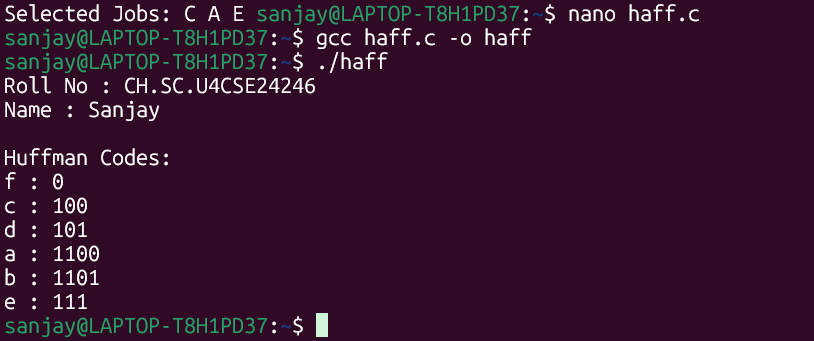 Selected Jobs: C A E sanjay@LAPTOP-T8H1PD37:~$ nano haff.c
sanjay@LAPTOP-T8H1PD37:~$ gcc haff.c -o haff
sanjay@LAPTOP-T8H1PD37:~$ ./haff
Roll No : CH.SC.U4CSE24246
Name : Sanjay

Huffman Codes:
f : 0
c : 100
d : 101
a : 1100
b : 1101
e : 111
sanjay@LAPTOP-T8H1PD37:~$